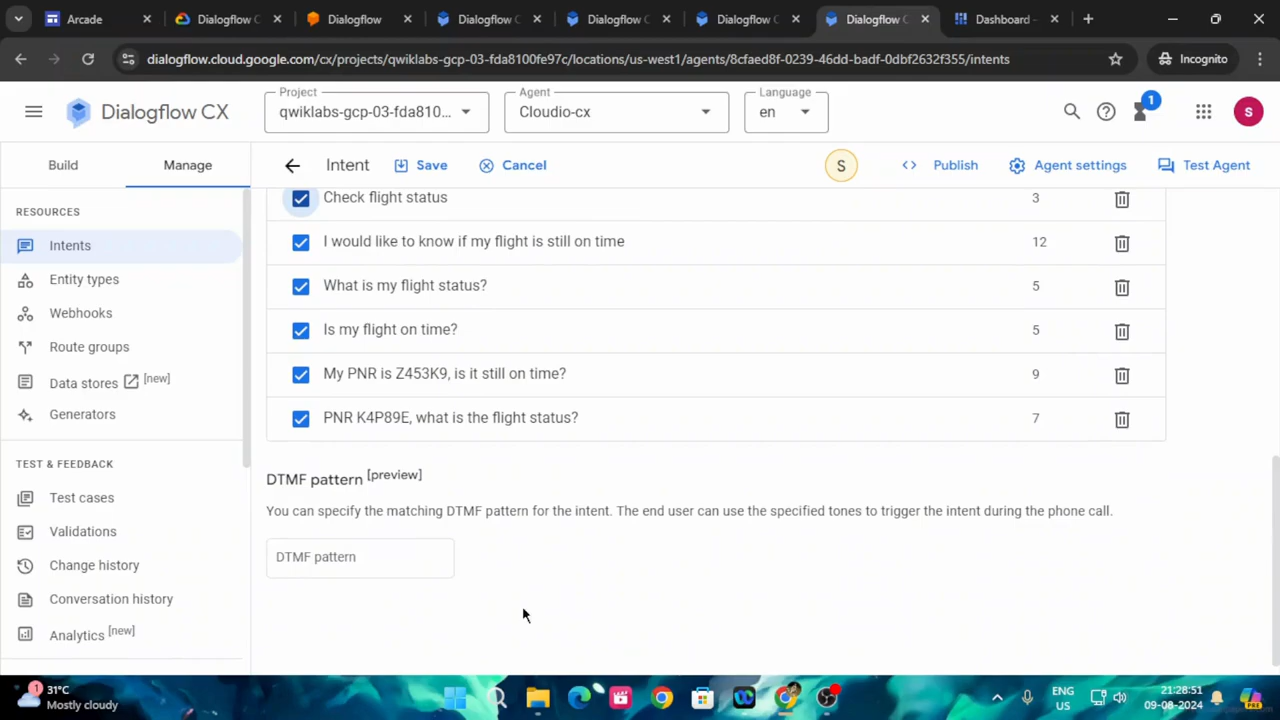 Arcade
Dialogflow C
Dialogflow
Dialogflow C
Dialogflow C
Dialogflow C
Dialogflow C
Dashboard -
dialogflow.cloud.google.com/cx/projects/qwiklabs-gcp-03-fda8100fe97c/locations/us-west1/agents/8cfaed8f-0239-46dd-badf-0dbf2632f355/intents
Incognito
Dialogflow CX
Project
qwiklabs-gcp-03-fda810...
Agent
Cloudio-cx
Language
en
1
S
Build
Manage
Intent
Save
Cancel
S
Publish
Agent settings
Test Agent
RESOURCES
Intents
Entity types
Webhooks
Route groups
Data stores [new]
Generators
TEST & FEEDBACK
Test cases
Validations
Change history
Conversation history
Analytics [new]
Check flight status 3
I would like to know if my flight is still on time 12
What is my flight status? 5
Is my flight on time? 5
My PNR is Z453K9, is it still on time? 9
PNR K4P89E, what is the flight status? 7
DTMF pattern [preview]
You can specify the matching DTMF pattern for the intent. The end user can use the specified tones to trigger the intent during the phone call.
DTMF pattern
1
31°C
Mostly cloudy
ENG
US
21:28:51
09-08-2024
PRE